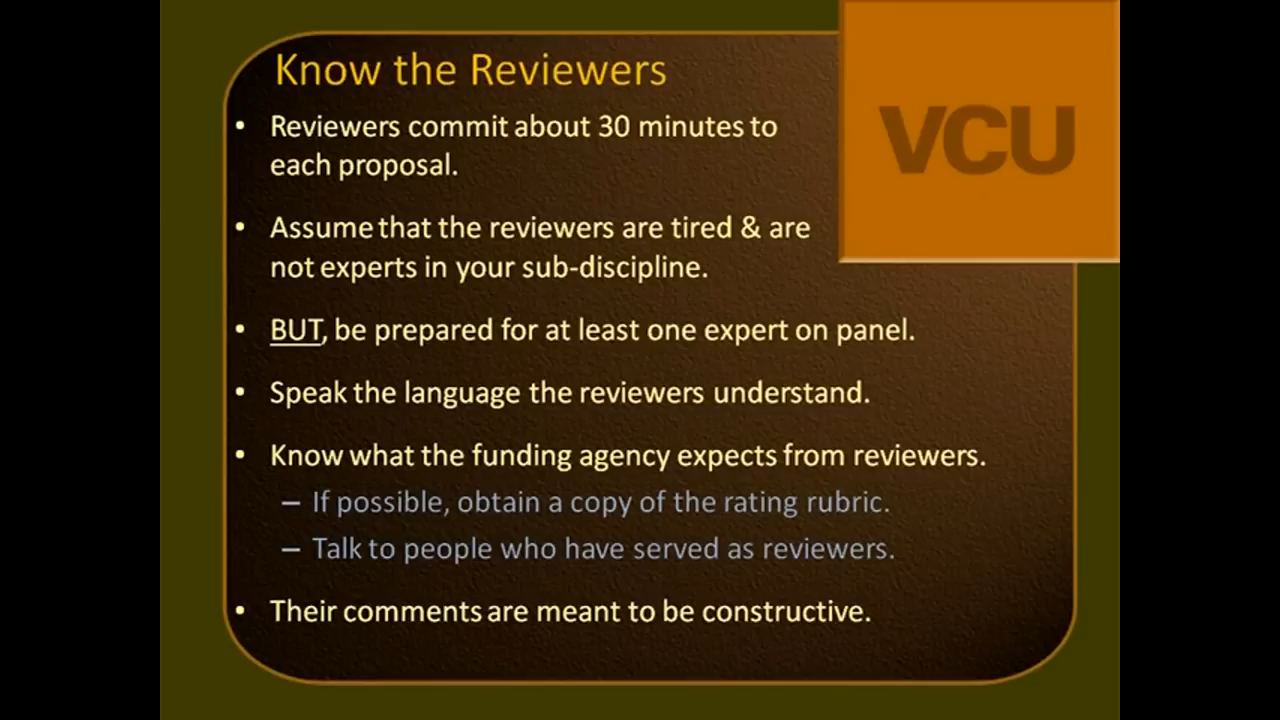 Know the Reviewers
VCU
• Reviewers commit about 30 minutes to
each proposal.
• Assume that the reviewers are tired & are
not experts in your sub-discipline.
• BUT, be prepared for at least one expert on panel.
• Speak the language the reviewers understand.
• Know what the funding agency expects from reviewers.
– If possible, obtain a copy of the rating rubric.
– Talk to people who have served as reviewers.
• Their comments are meant to be constructive.